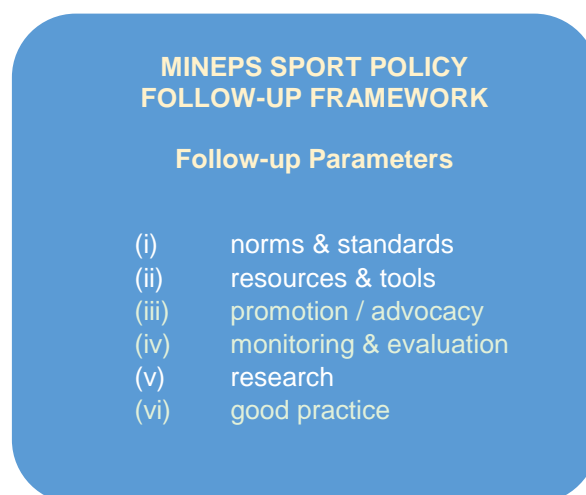 MINEPS SPORT POLICY
FOLLOW-UP FRAMEWORK
Follow-up Parameters
(i) norms & standards
(ii) resources & tools
(iii) promotion / advocacy
(iv) monitoring & evaluation
(v) research
(vi) good practice